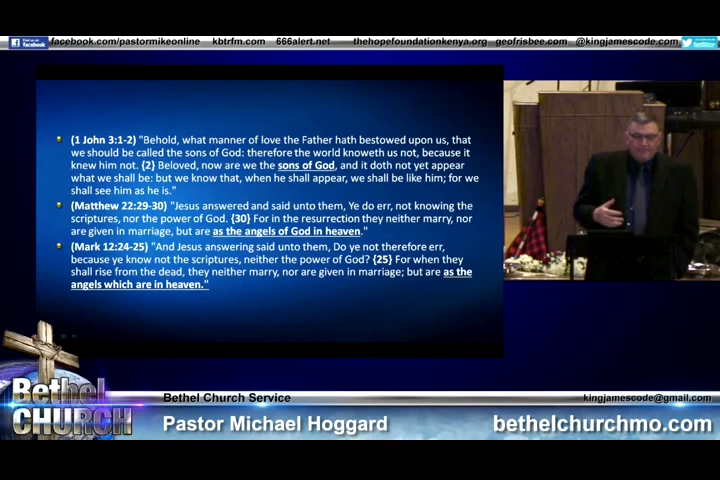 Find us on facebook
facebook.com/pastormikeonline kbtrfm.com 666alert.net thehopefoundationkenya.org geofrisbee.com @kingjamescode.com twitter
(1 John 3:1-2) "Behold, what manner of love the Father hath bestowed upon us, that
we should be called the sons of God: therefore the world knoweth us not, because it
knew him not. {2} Beloved, now are we the sons of God, and it doth not yet appear
what we shall be: but we know that, when he shall appear, we shall be like him; for we
shall see him as he is."
(Matthew 22:29-30) "Jesus answered and said unto them, Ye do err, not knowing the
scriptures, nor the power of God. {30} For in the resurrection they neither marry, nor
are given in marriage, but are as the angels of God in heaven."
(Mark 12:24-25) "And Jesus answering said unto them, Do ye not therefore err,
because ye know not the scriptures, neither the power of God? {25} For when they
shall rise from the dead, they neither marry, nor are given in marriage; but are as the
angels which are in heaven."
Bethel
CHURCH
Bethel Church Service kingjamescode@gmail.com
Pastor Michael Hoggard bethelchurchmo.com